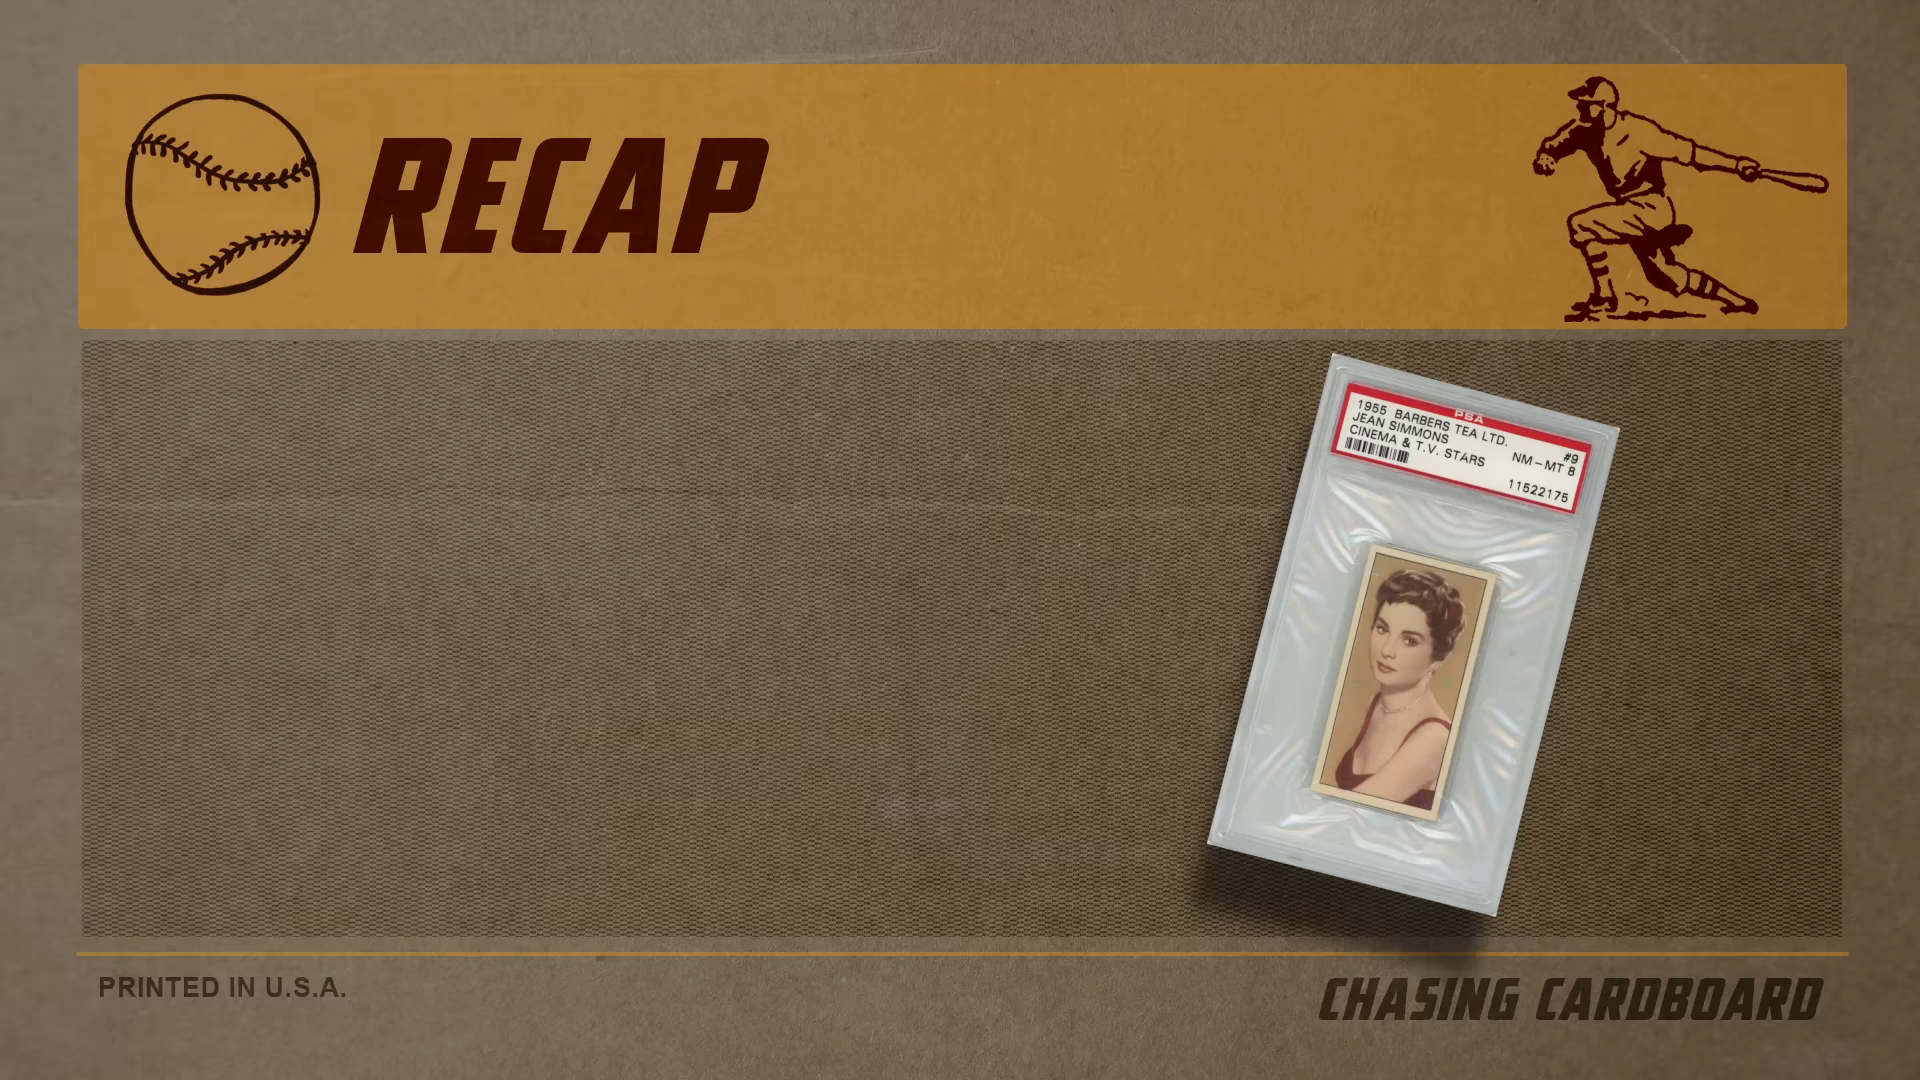 RECAP
PSA
1955 BARBERS TEA LTD.
JEAN SIMMONS #9
CINEMA & T.V. STARS NM-MT 8
11522175
PRINTED IN U.S.A.
CHASING CARDBOARD